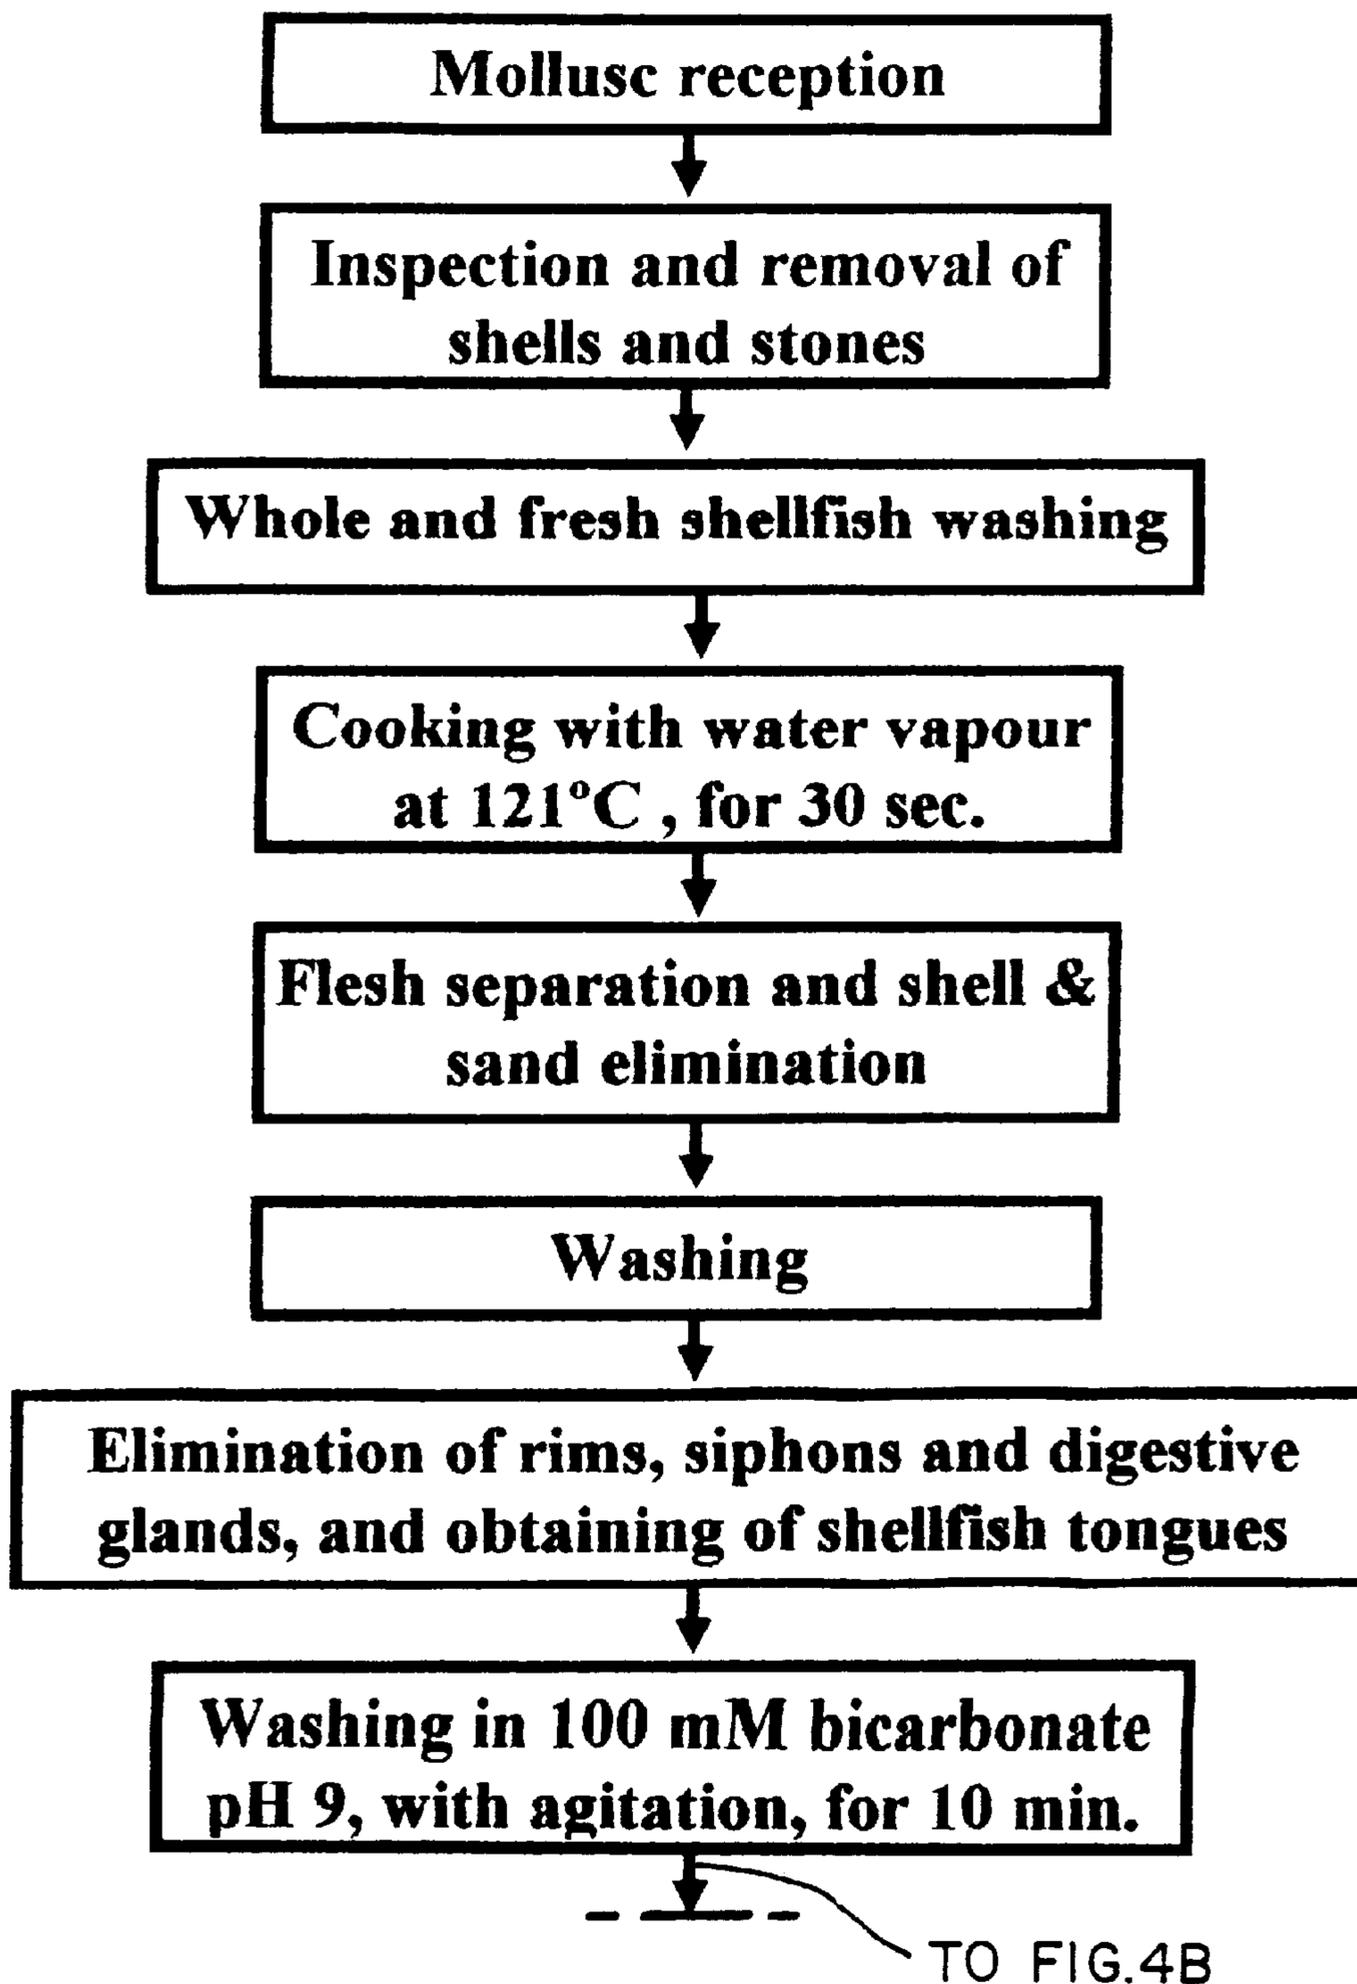 Mollusc reception
Inspection and removal of
shells and stones
Whole and fresh shellfish washing
Cooking with water vapour
at 121°C , for 30 sec.
Flesh separation and shell &
sand elimination
Washing
Elimination of rims, siphons and digestive
glands, and obtaining of shellfish tongues
Washing in 100 mM bicarbonate
pH 9, with agitation, for 10 min.
TO FIG.4B